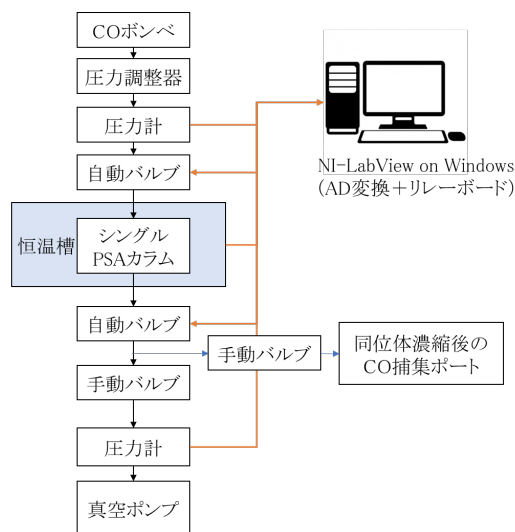 COボンベ
圧力調整器
圧力計
自動バルブ
恒温槽
シングル
PSAカラム
自動バルブ
手動バルブ
手動バルブ
圧力計
真空ポンプ
同位体濃縮後の
CO捕集ポート
NI-LabView on Windows
（AD変換＋リレーボード）